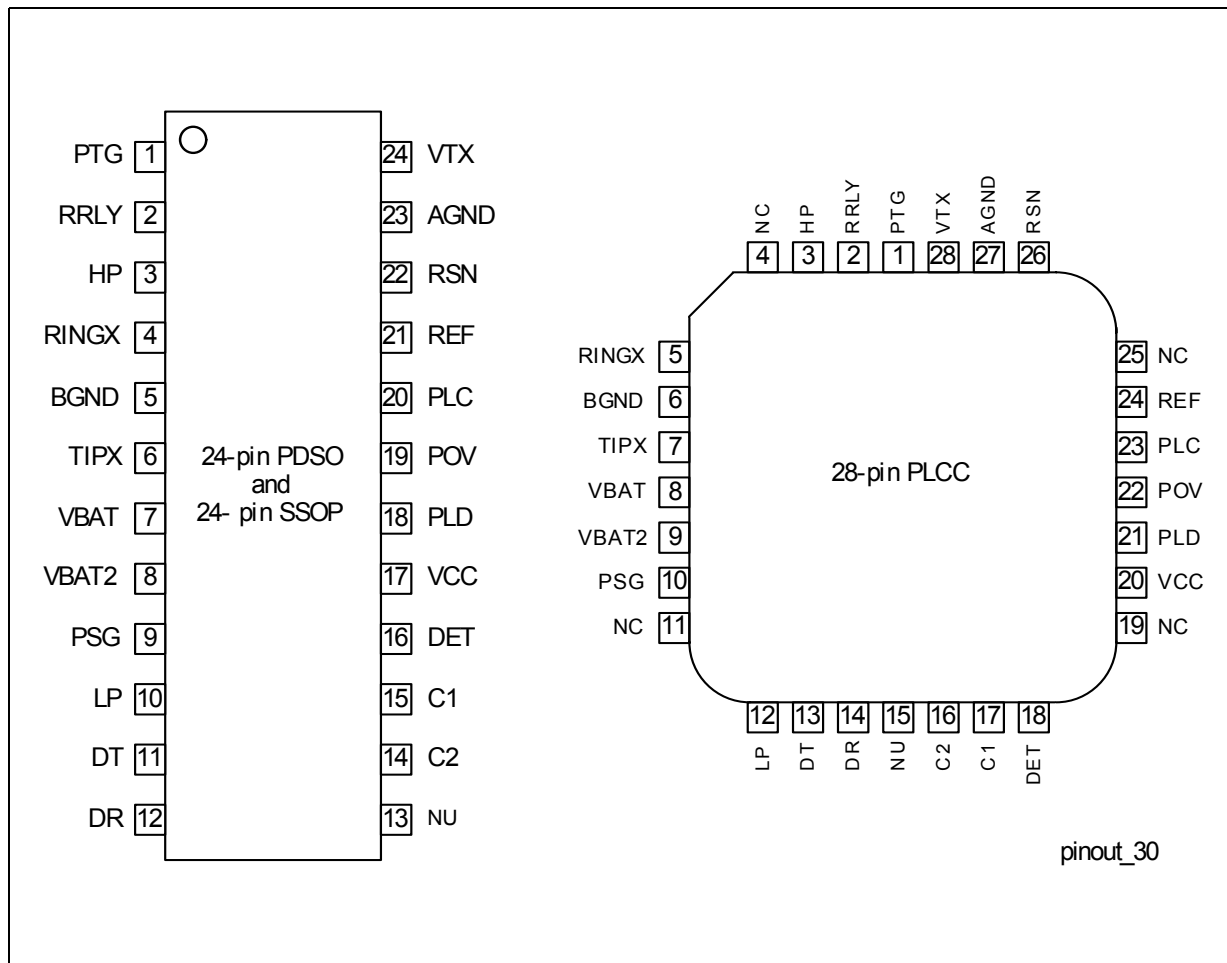 PTG 1
RRLY 2
HP 3
RINGX 4
BGND 5
TIPX 6
VBAT 7
VBAT2 8
PSG 9
LP 10
DT 11
DR 12
24 VTX
23 AGND
22 RSN
21 REF
20 PLC
19 POV
18 PLD
17 VCC
16 DET
15 C1
14 C2
13 NU
24-pin PDSO
and
24- pin SSOP
NC HP RRLY PTG VTX AGND RSN
4 3 2 1 28 27 26
RINGX 5
BGND 6
TIPX 7
VBAT 8
VBAT2 9
PSG 10
NC 11
28-pin PLCC
25 NC
24 REF
23 PLC
22 POV
21 PLD
20 VCC
19 NC
12 13 14 15 16 17 18
LP DT DR NU C2 C1 DET
pinout_30